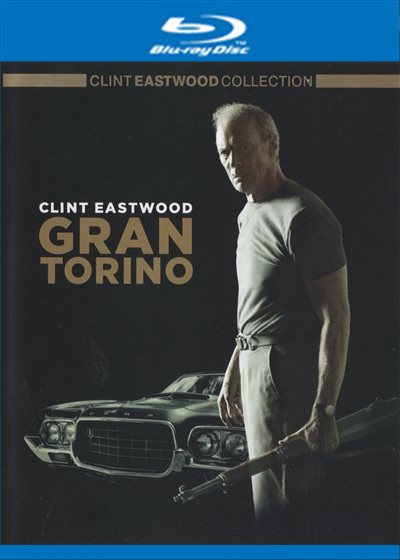 Blu-ray Disc
CLINT EASTWOOD COLLECTION
CLINT EASTWOOD
GRAN
TORINO